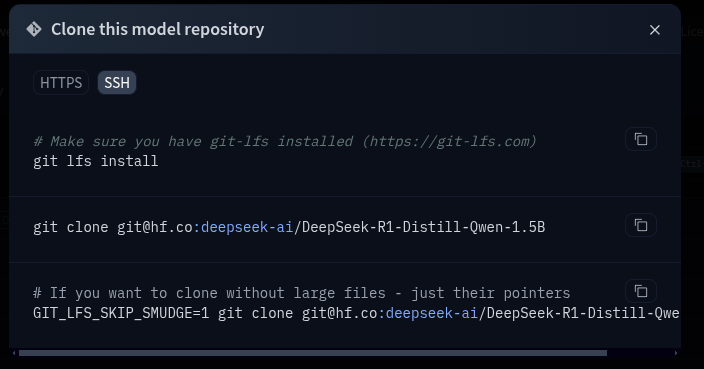 Clone this model repository
HTTPS SSH
# Make sure you have git-lfs installed (https://git-lfs.com)
git lfs install
git clone git@hf.co:deepseek-ai/DeepSeek-R1-Distill-Qwen-1.5B
# If you want to clone without large files - just their pointers
GIT_LFS_SKIP_SMUDGE=1 git clone git@hf.co:deepseek-ai/DeepSeek-R1-Distill-Qwe